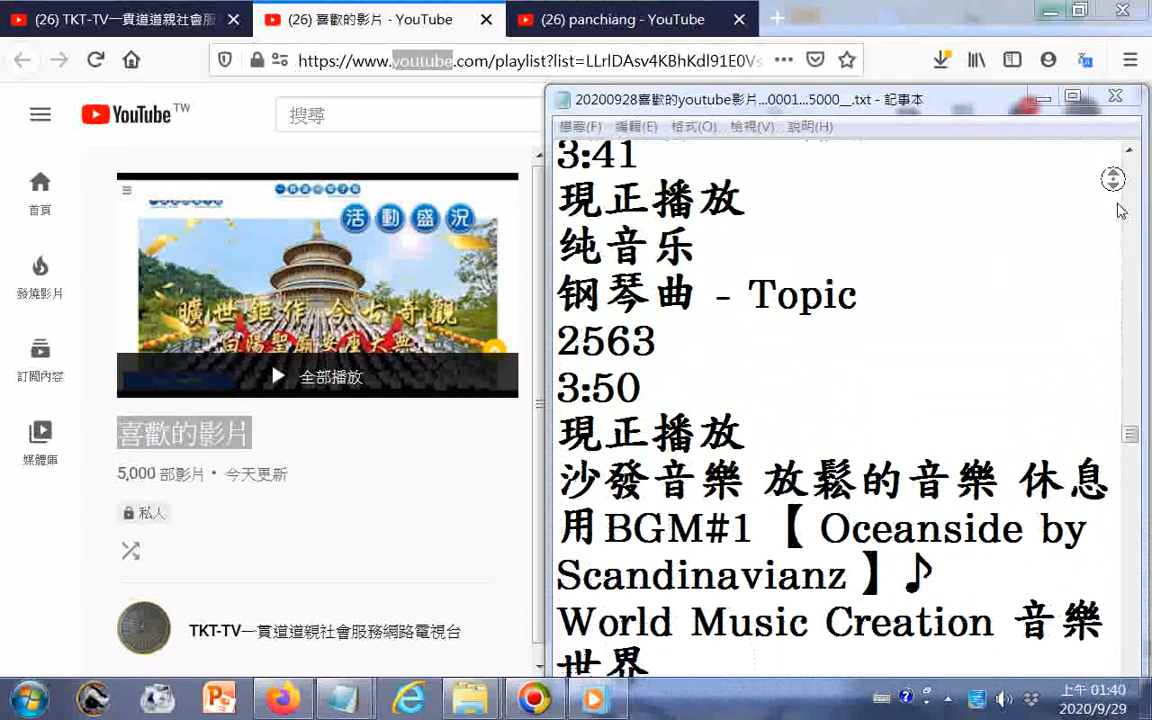 (26) TKT-TV一貫道道親社會服
(26) 喜歡的影片 - YouTube
(26) panchiang - YouTube
https://www.youtube.com/playlist?list=LLrlDAsv4KBhKdl91E0Vs
YouTube TW
搜尋
首頁
發燒影片
訂閱內容
媒體庫
活動盛況
曠世鉅作 今古奇觀
白陽聖廟安座大典
全部播放
喜歡的影片
5,000 部影片・今天更新
私人
TKT-TV一貫道道親社會服務網路電視台
20200928喜歡的youtube影片...0001...5000__.txt - 記事本
檔案(F) 編輯(E) 格式(O) 檢視(V) 說明(H)
3:41
現正播放
纯音乐
钢琴曲 - Topic
2563
3:50
現正播放
沙發音樂 放鬆的音樂 休息
用BGM#1 【 Oceanside by
Scandinavianz 】♪
World Music Creation 音樂
世界
上午 01:40
2020/9/29